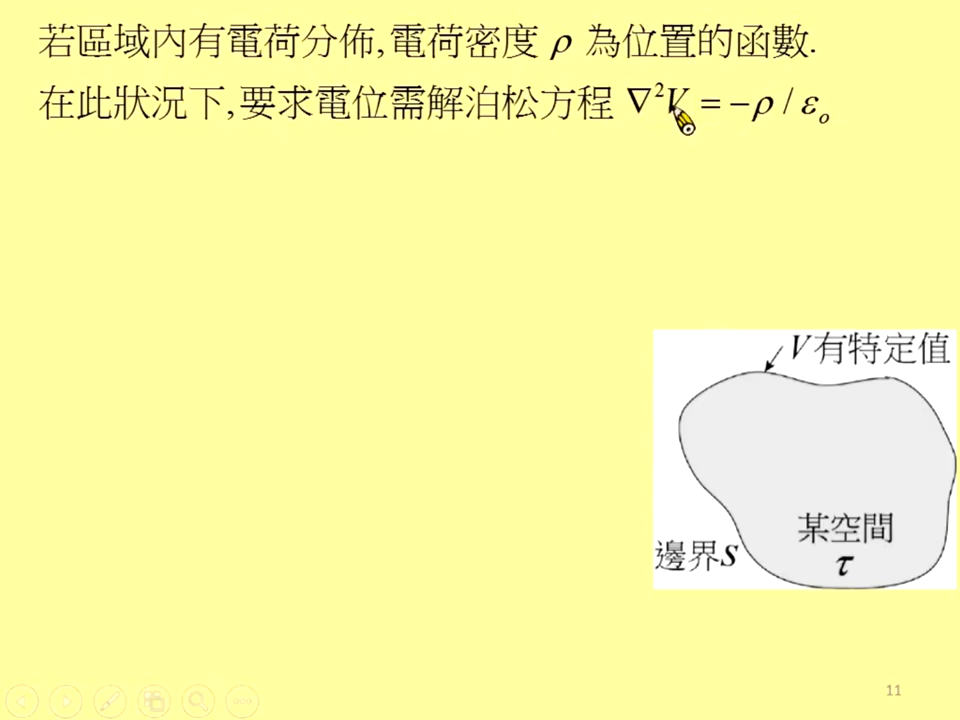 若區域內有電荷分佈,電荷密度 ρ 為位置的函數.
在此狀況下,要求電位需解泊松方程 ∇²V = −ρ / ε₀
V有特定值
某空間
τ
邊界S
11